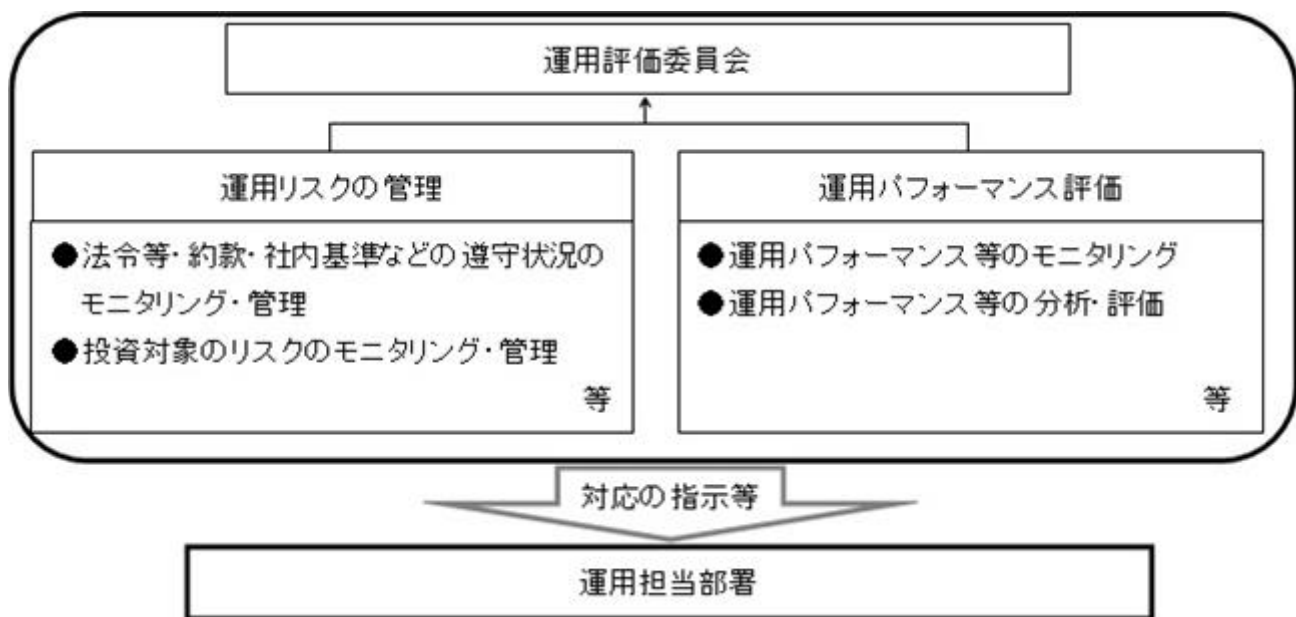 運用評価委員会
運用リスクの管理
●法令等・約款・社内基準などの遵守状況の
モニタリング・管理
●投資対象のリスクのモニタリング・管理
等
運用パフォーマンス評価
●運用パフォーマンス等のモニタリング
●運用パフォーマンス等の分析・評価
等
対応の指示等
運用担当部署